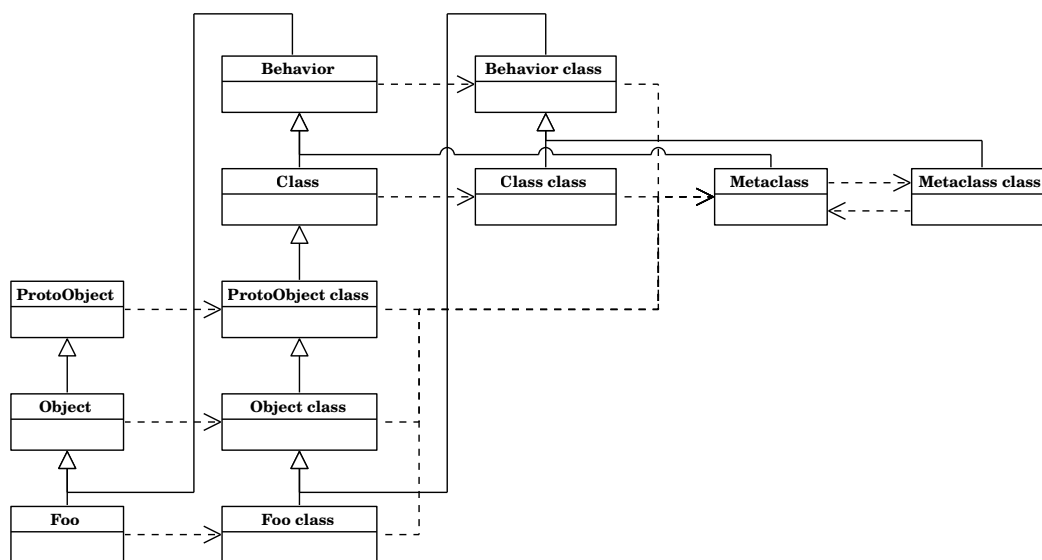 Behavior
Behavior class
Class
Class class
Metaclass
Metaclass class
ProtoObject
ProtoObject class
Object
Object class
Foo
Foo class